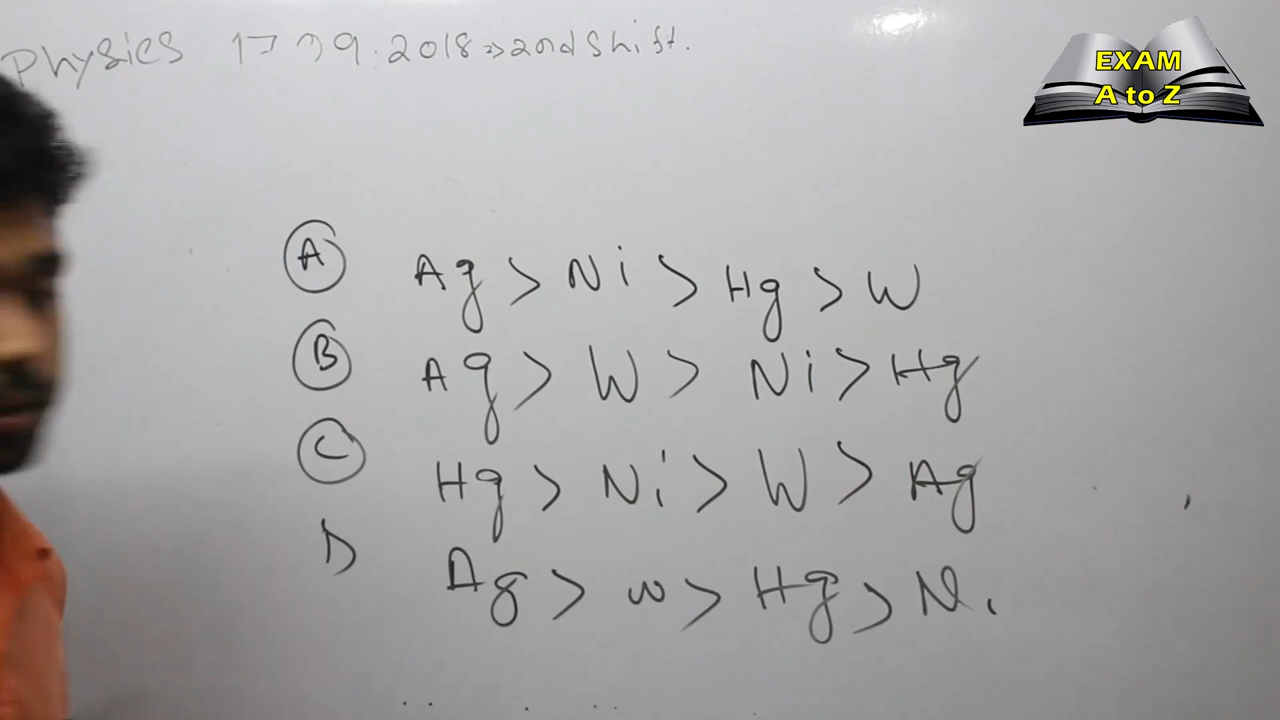 Physics 17.09.2018 => 2nd Shift.
EXAM
A to Z
A Ag > Ni > Hg > W
B Ag > W > Ni > Hg
C Hg > Ni > W > Ag
D Ag > W > Hg > Ni